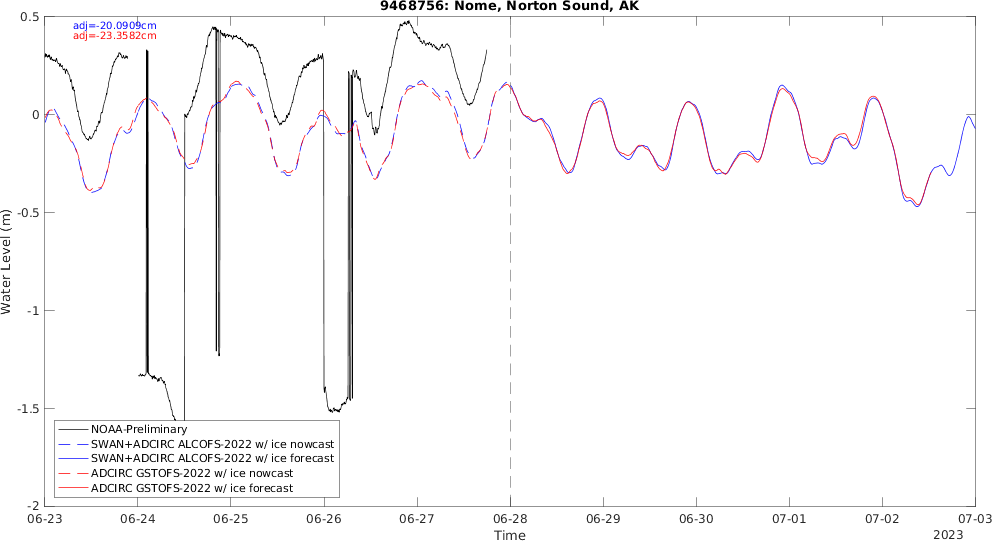 9468756: Nome, Norton Sound, AK
adj=-20.0909cm
adj=-23.3582cm
0.5
0
-0.5
-1
-1.5
-2
Water Level (m)
NOAA-Preliminary
SWAN+ADCIRC ALCOFS-2022 w/ ice nowcast
SWAN+ADCIRC ALCOFS-2022 w/ ice forecast
ADCIRC GSTOFS-2022 w/ ice nowcast
ADCIRC GSTOFS-2022 w/ ice forecast
06-23 06-24 06-25 06-26 06-27 06-28 06-29 06-30 07-01 07-02 07-03
Time
2023